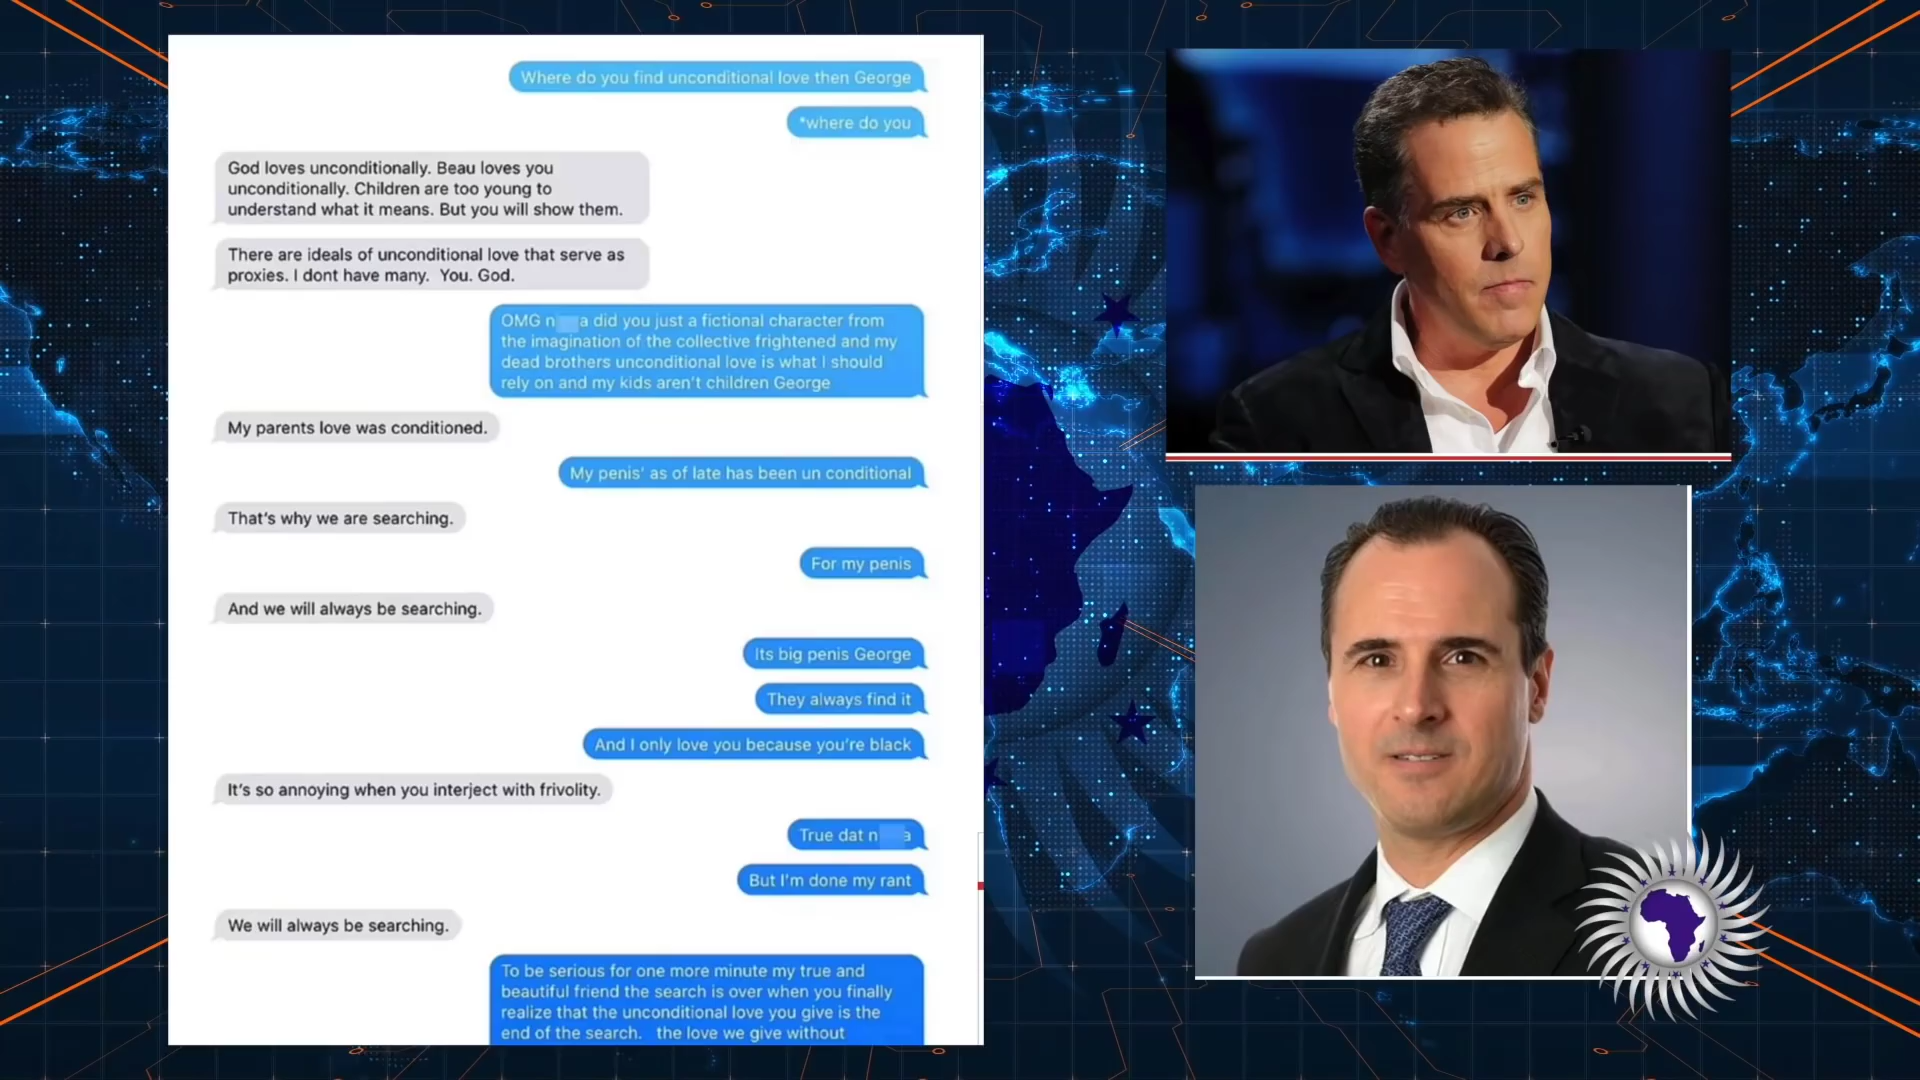 Where do you find unconditional love then George
*where do you
God loves unconditionally. Beau loves you
unconditionally. Children are too young to
understand what it means. But you will show them.
There are ideals of unconditional love that serve as
proxies. I dont have many. You. God.
OMG n a did you just a fictional character from
the imagination of the collective frightened and my
dead brothers unconditional love is what I should
rely on and my kids aren't children George
My parents love was conditioned.
My penis' as of late has been un conditional
That's why we are searching.
For my penis
And we will always be searching.
Its big penis George
They always find it
And I only love you because you're black
It's so annoying when you interject with frivolity.
True dat n a
But I'm done my rant
We will always be searching.
To be serious for one more minute my true and
beautiful friend the search is over when you finally
realize that the unconditional love you give is the
end of the search. the love we give without